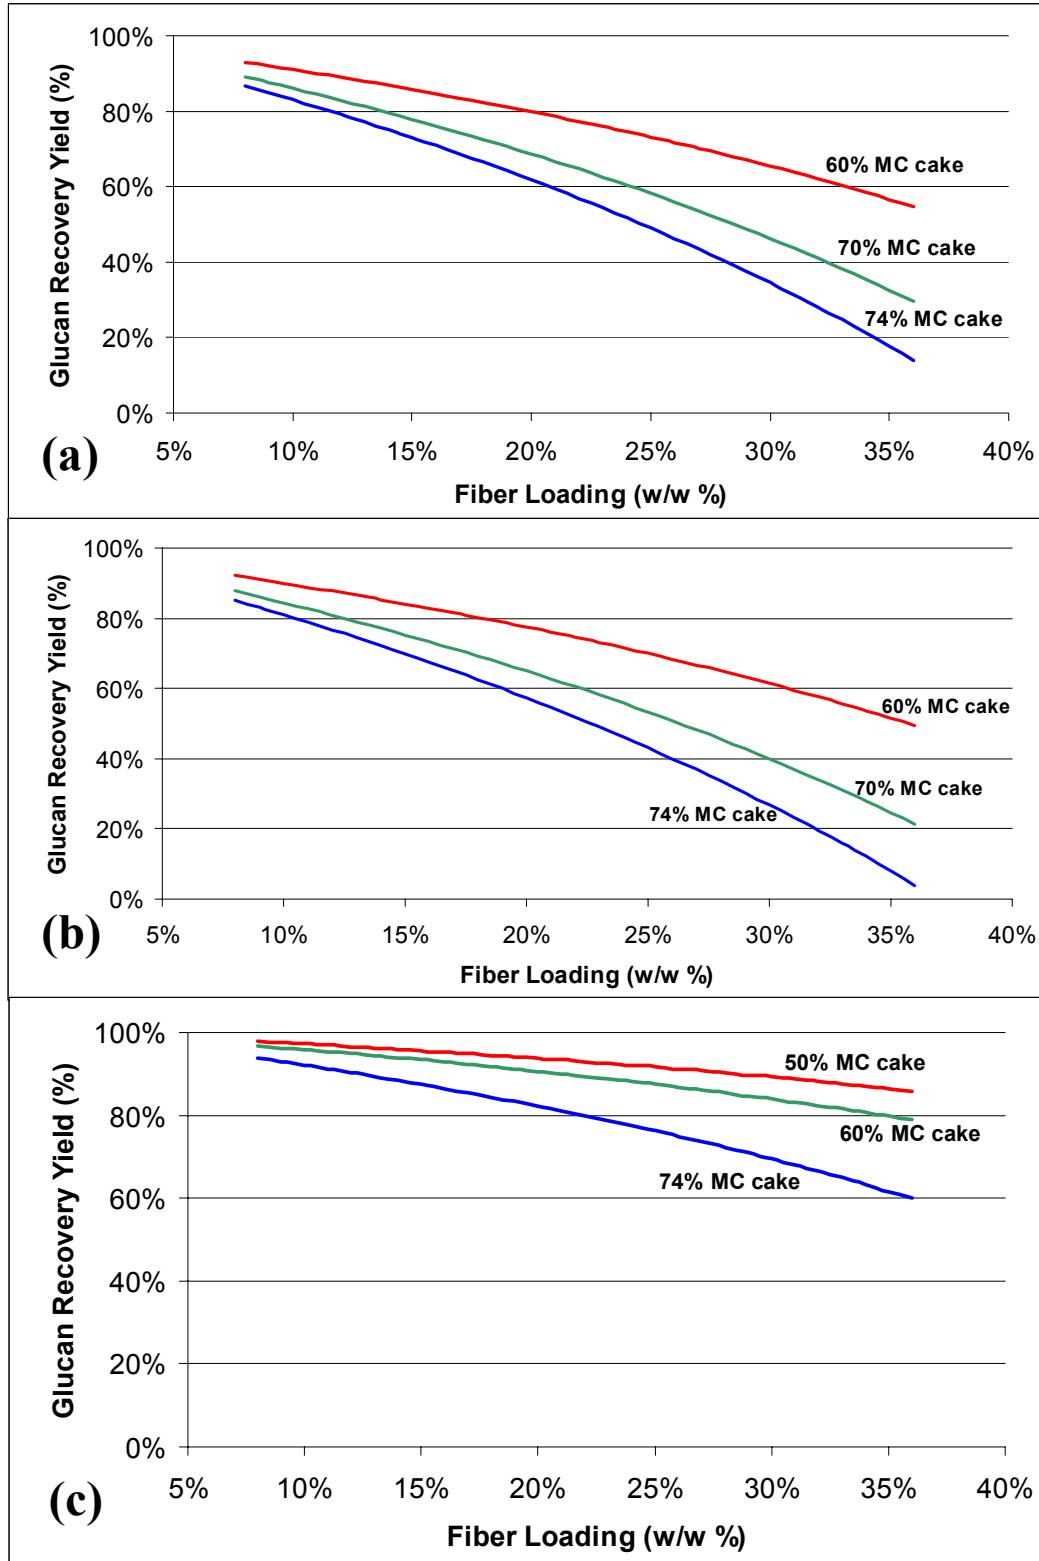 100%
80%
60%
40%
20%
0%
Glucan Recovery Yield (%)
60% MC cake
70% MC cake
74% MC cake
5% 10% 15% 20% 25% 30% 35% 40%
Fiber Loading (w/w %)
(a)
100%
80%
60%
40%
20%
0%
Glucan Recovery Yield (%)
60% MC cake
70% MC cake
74% MC cake
5% 10% 15% 20% 25% 30% 35% 40%
Fiber Loading (w/w %)
(b)
100%
80%
60%
40%
20%
0%
Glucan Recovery Yield (%)
50% MC cake
60% MC cake
74% MC cake
5% 10% 15% 20% 25% 30% 35% 40%
Fiber Loading (w/w %)
(c)